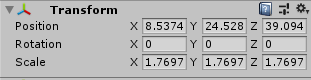 Transform
Position X 8.5374 Y 24.528 Z 39.094
Rotation X 0 Y 0 Z 0
Scale X 1.7697 Y 1.7697 Z 1.7697